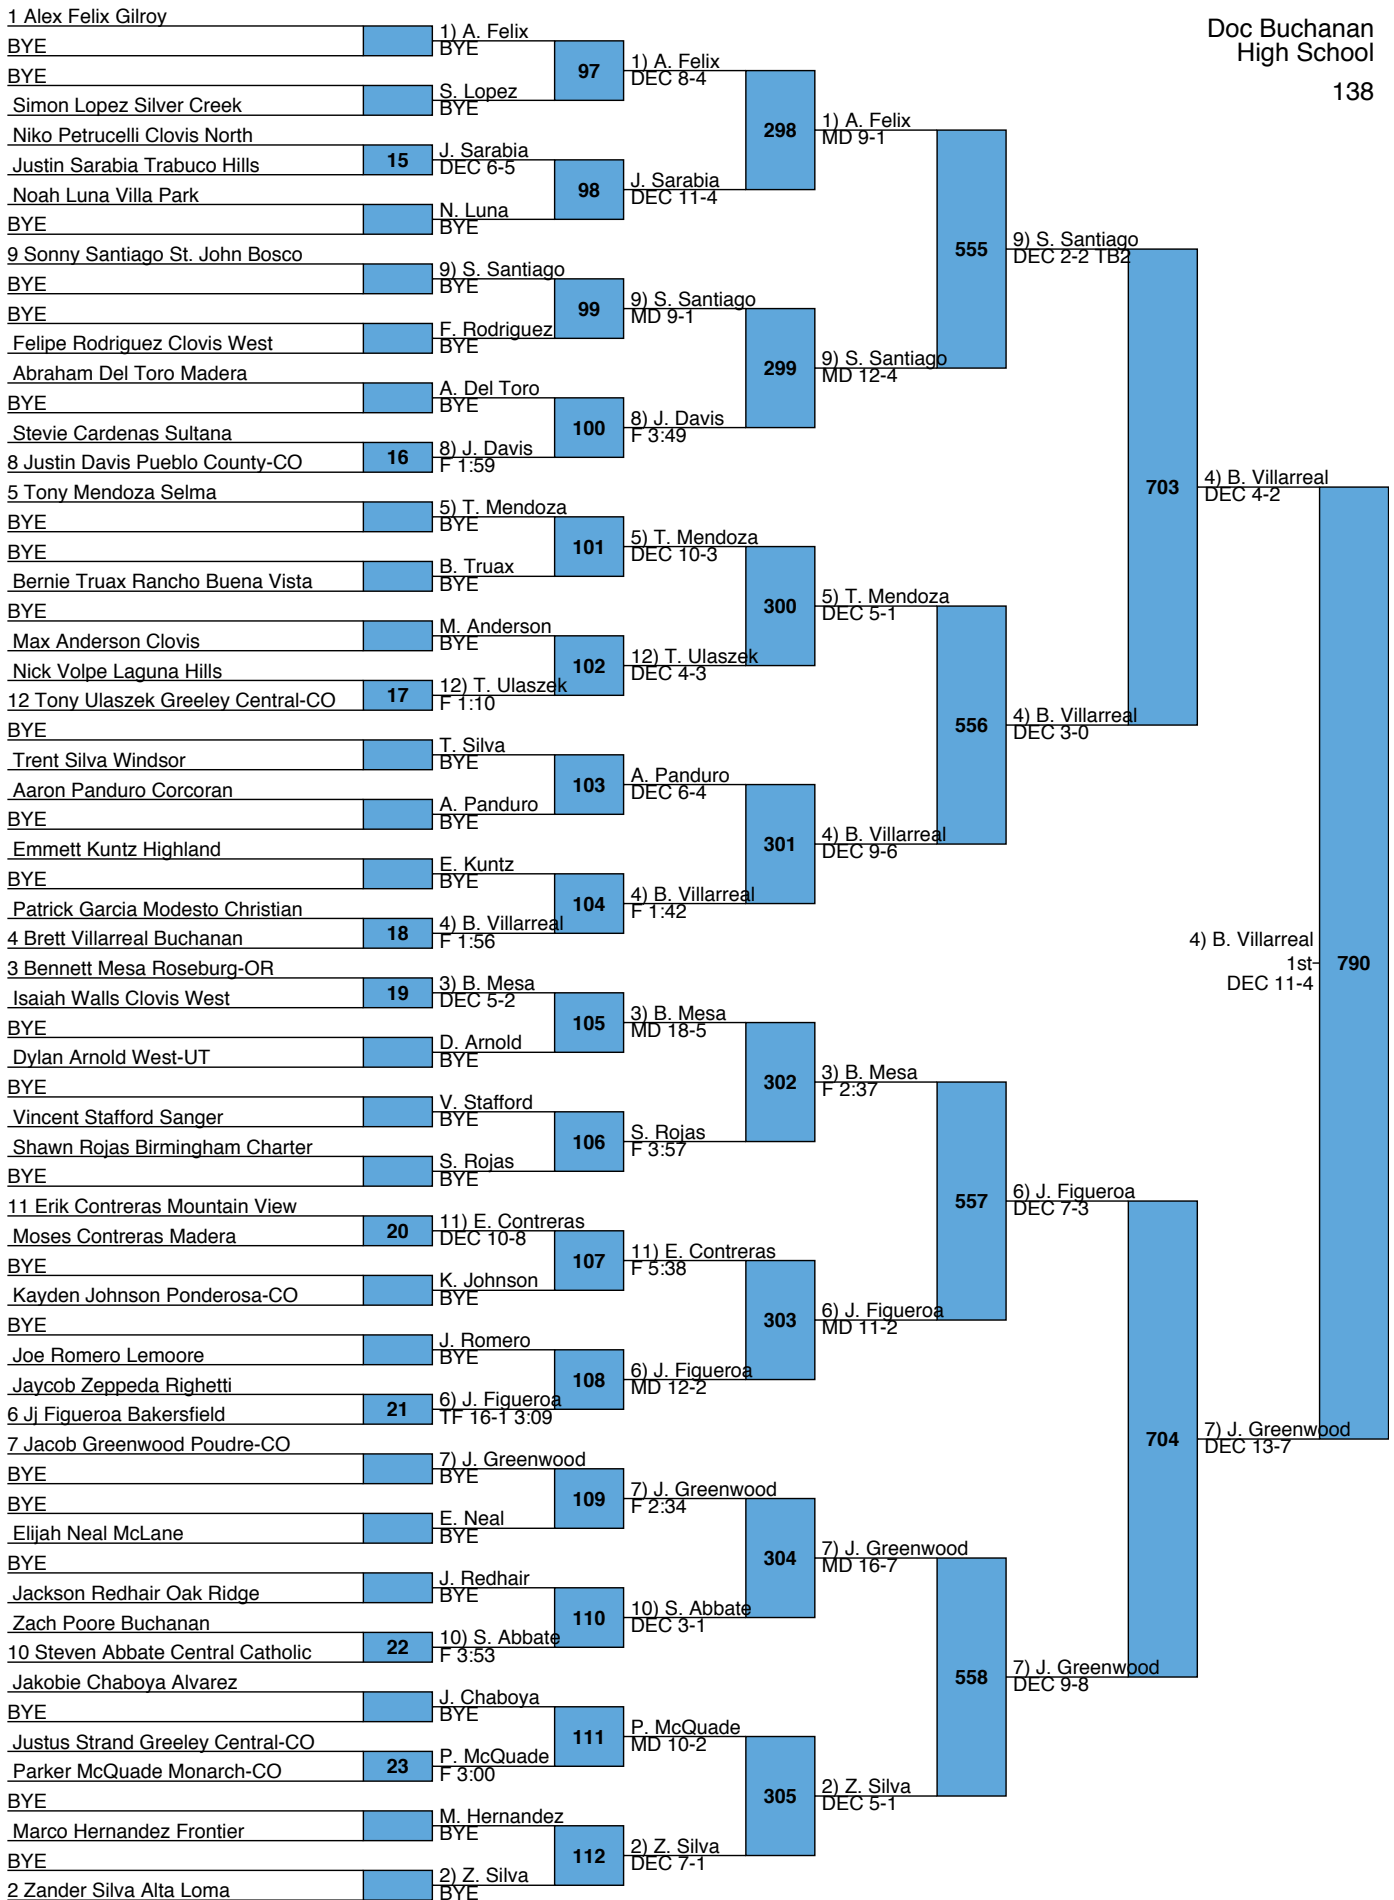 Doc Buchanan
High School
138
1 Alex Felix Gilroy
BYE
BYE
Simon Lopez Silver Creek
Niko Petrucelli Clovis North
Justin Sarabia Trabuco Hills
Noah Luna Villa Park
BYE
9 Sonny Santiago St. John Bosco
BYE
BYE
Felipe Rodriguez Clovis West
Abraham Del Toro Madera
BYE
Stevie Cardenas Sultana
8 Justin Davis Pueblo County-CO
5 Tony Mendoza Selma
BYE
BYE
Bernie Truax Rancho Buena Vista
BYE
Max Anderson Clovis
Nick Volpe Laguna Hills
12 Tony Ulaszek Greeley Central-CO
BYE
Trent Silva Windsor
Aaron Panduro Corcoran
BYE
Emmett Kuntz Highland
BYE
Patrick Garcia Modesto Christian
4 Brett Villarreal Buchanan
3 Bennett Mesa Roseburg-OR
Isaiah Walls Clovis West
BYE
Dylan Arnold West-UT
BYE
Vincent Stafford Sanger
Shawn Rojas Birmingham Charter
BYE
11 Erik Contreras Mountain View
Moses Contreras Madera
BYE
Kayden Johnson Ponderosa-CO
BYE
Joe Romero Lemoore
Jaycob Zeppeda Righetti
6 Jj Figueroa Bakersfield
7 Jacob Greenwood Poudre-CO
BYE
BYE
Elijah Neal McLane
BYE
Jackson Redhair Oak Ridge
Zach Poore Buchanan
10 Steven Abbate Central Catholic
Jakobie Chaboya Alvarez
BYE
Justus Strand Greeley Central-CO
Parker McQuade Monarch-CO
BYE
Marco Hernandez Frontier
BYE
2 Zander Silva Alta Loma
15
16
17
18
19
20
21
22
23
1) A. Felix
BYE
S. Lopez
BYE
J. Sarabia
DEC 6-5
N. Luna
BYE
9) S. Santiago
BYE
F. Rodriguez
BYE
A. Del Toro
BYE
8) J. Davis
F 1:59
5) T. Mendoza
BYE
B. Truax
BYE
M. Anderson
BYE
12) T. Ulaszek
F 1:10
T. Silva
BYE
A. Panduro
BYE
E. Kuntz
BYE
4) B. Villarreal
F 1:56
3) B. Mesa
DEC 5-2
D. Arnold
BYE
V. Stafford
BYE
S. Rojas
BYE
11) E. Contreras
DEC 10-8
K. Johnson
BYE
J. Romero
BYE
6) J. Figueroa
TF 16-1 3:09
7) J. Greenwood
BYE
E. Neal
BYE
J. Redhair
BYE
10) S. Abbate
F 3:53
J. Chaboya
BYE
P. McQuade
F 3:00
M. Hernandez
BYE
2) Z. Silva
BYE
97
98
99
100
101
102
103
104
105
106
107
108
109
110
111
112
1) A. Felix
DEC 8-4
J. Sarabia
DEC 11-4
9) S. Santiago
MD 9-1
8) J. Davis
F 3:49
5) T. Mendoza
DEC 10-3
12) T. Ulaszek
DEC 4-3
A. Panduro
DEC 6-4
4) B. Villarreal
F 1:42
3) B. Mesa
MD 18-5
S. Rojas
F 3:57
11) E. Contreras
F 5:38
6) J. Figueroa
MD 12-2
7) J. Greenwood
F 2:34
10) S. Abbate
DEC 3-1
P. McQuade
MD 10-2
2) Z. Silva
DEC 7-1
298
299
300
301
302
303
304
305
1) A. Felix
MD 9-1
9) S. Santiago
MD 12-4
5) T. Mendoza
DEC 5-1
4) B. Villarreal
DEC 9-6
3) B. Mesa
F 2:37
6) J. Figueroa
MD 11-2
7) J. Greenwood
MD 16-7
2) Z. Silva
DEC 5-1
555
556
557
558
9) S. Santiago
DEC 2-2 TB2
4) B. Villarreal
DEC 3-0
6) J. Figueroa
DEC 7-3
7) J. Greenwood
DEC 9-8
703
704
4) B. Villarreal
DEC 4-2
7) J. Greenwood
DEC 13-7
790
4) B. Villarreal
1st
DEC 11-4